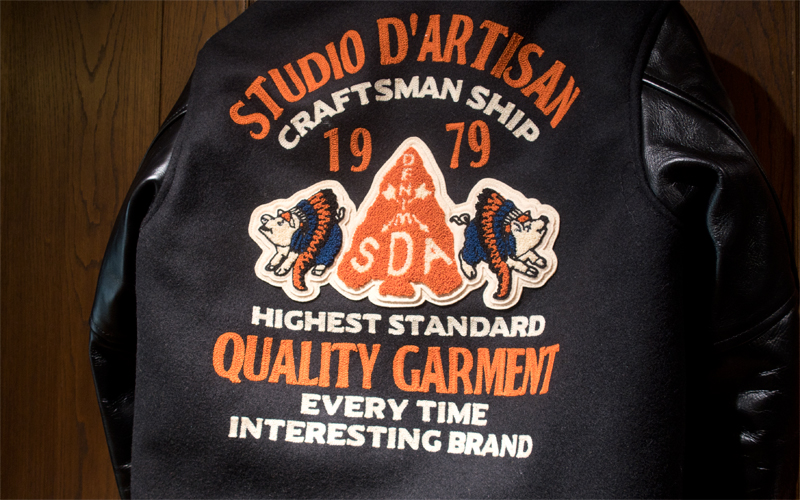 STUDIO D'ARTISAN
CRAFTSMAN SHIP
19 79
DENIM
SDA
HIGHEST STANDARD
QUALITY GARMENT
EVERY TIME
INTERESTING BRAND